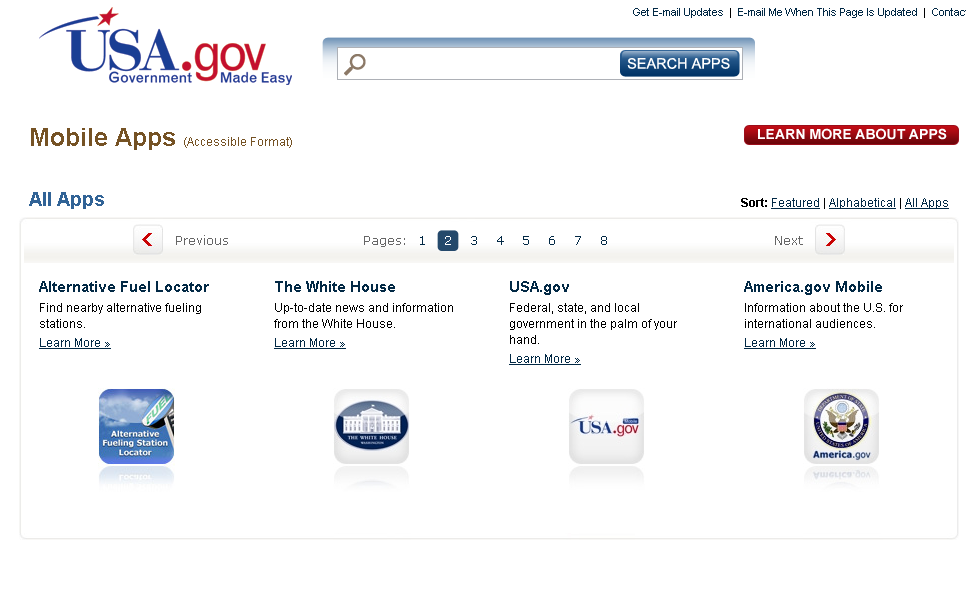 Get E-mail Updates | E-mail Me When This Page Is Updated | Contac
USA.gov
Government Made Easy
SEARCH APPS
Mobile Apps (Accessible Format)
LEARN MORE ABOUT APPS
All Apps
Sort: Featured | Alphabetical | All Apps
Previous
Pages: 1 2 3 4 5 6 7 8
Next
Alternative Fuel Locator
Find nearby alternative fueling
stations.
Learn More »
The White House
Up-to-date news and information
from the White House.
Learn More »
USA.gov
Federal, state, and local
government in the palm of your
hand.
Learn More »
America.gov Mobile
Information about the U.S. for
international audiences.
Learn More »
FUEL
Alternative
Fueling Station
Locator
THE WHITE HOUSE
WASHINGTON
USA.gov
America.gov